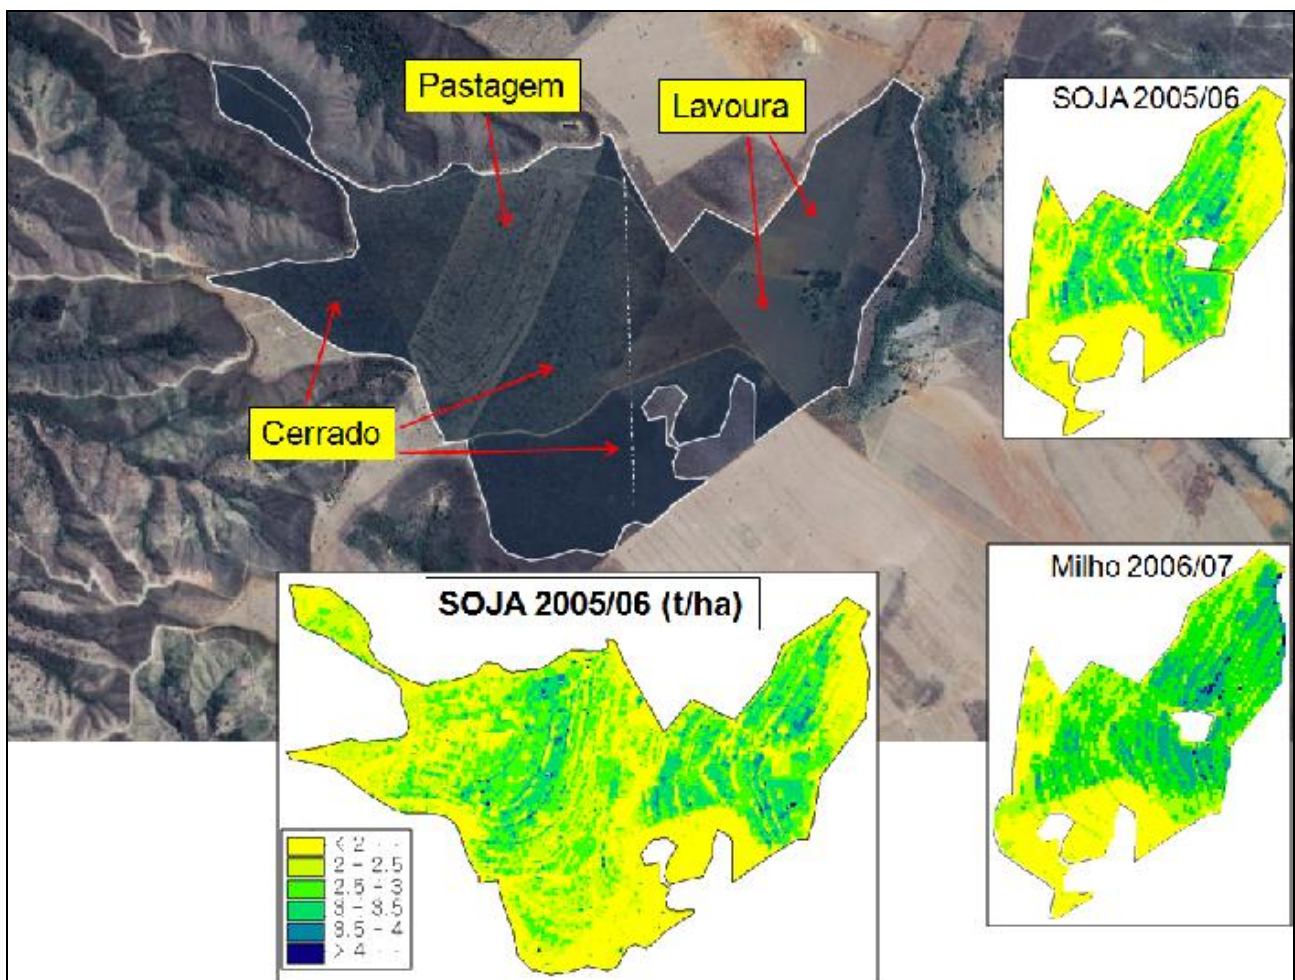 Pastagem
Lavoura
SOJA 2005/06
Cerrado
Milho 2006/07
SOJA 2005/06 (t/ha)
< 2 - -
2 - 2.5
2.5 - 3
3 - 3.5
3.5 - 4
> 4 - -